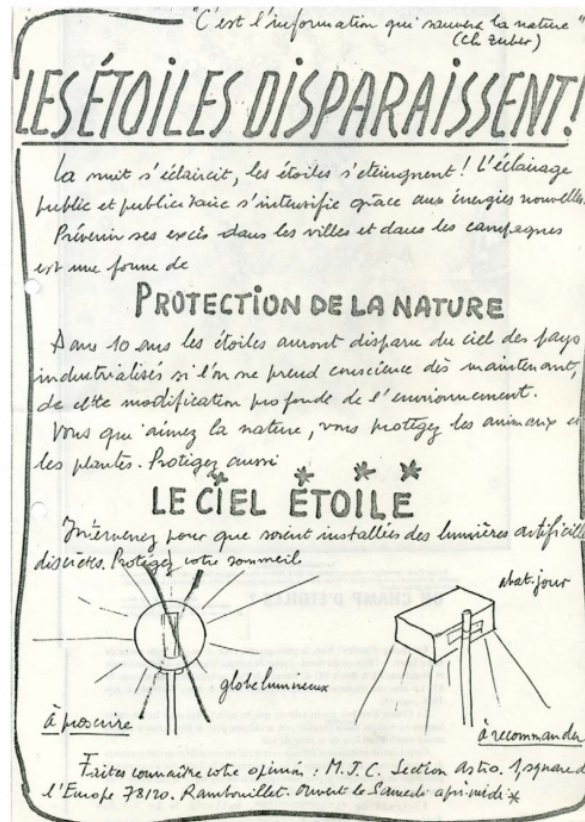 "C'est l'information qui sauvera la nature"
(Ch Zuber)
LES ÉTOILES DISPARAISSENT!
La nuit s'éclaircit, les étoiles s'éteignent! L'éclairage
public et publicitaire s'intensifie grâce aux énergies nouvelles.
Prévenir ses excès dans les villes et dans les campagnes
est une forme de
PROTECTION DE LA NATURE
Dans 10 ans les étoiles auront disparu du ciel des pays
industrialisés si l'on ne prend conscience dès maintenant,
de cette modification profonde de l'environnement.
Vous qui aimez la nature, vous protégez les animaux et
les plantes. Protégez aussi
LE CIEL ÉTOILE
Intervenez pour que soient installées des lumières artificielles
discrètes. Protégez votre sommeil
abat-jour
globe lumineux
à proscrire
à recommander
Faites connaître votre opinion : M.J.C. Section Astro. 1, square de
l'Europe 78120. Rambouillet. Ouvert le Samedi après-midi *
UN CHAMP D'ETOILES ?